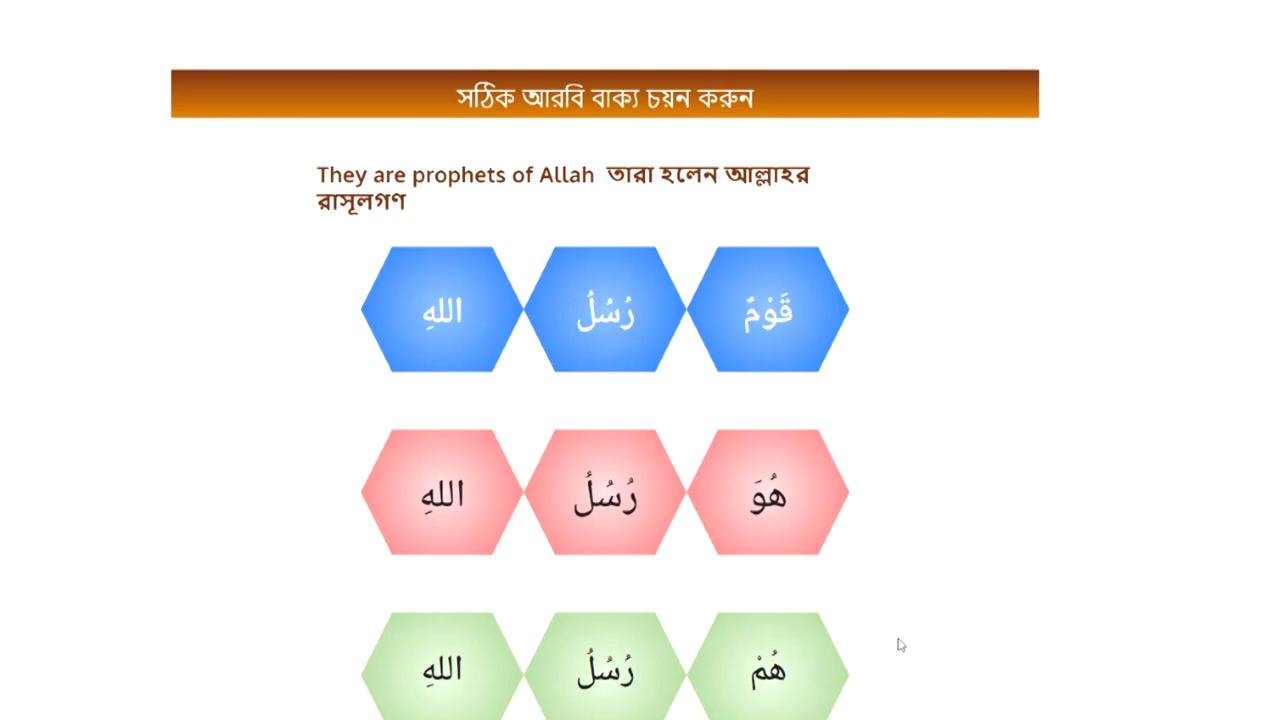 সঠিক আরবি বাক্য চয়ন করুন
They are prophets of Allah তারা হলেন আল্লাহর
রাসূলগণ
قَوْمٌ رُسُلُ اللهِ
هُوَ رُسُلُ اللهِ
هُمْ رُسُلُ اللهِ